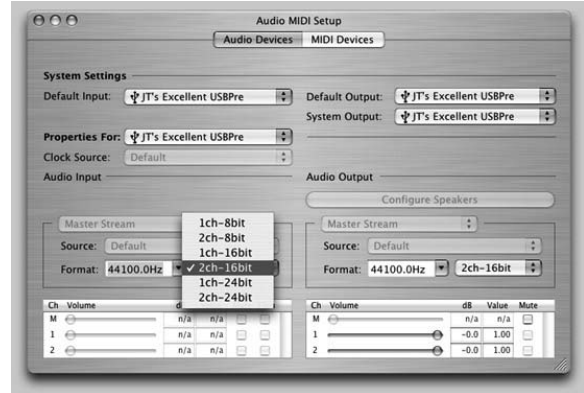 Audio MIDI Setup
Audio Devices MIDI Devices
System Settings
Default Input: JT's Excellent USBPre Default Output: JT's Excellent USBPre
System Output: JT's Excellent USBPre
Properties For: JT's Excellent USBPre
Clock Source: Default
Audio Input Audio Output
Configure Speakers
Master Stream Master Stream
1ch-8bit
2ch-8bit
Source: Default 1ch-16bit Source: Default
Format: 44100.0Hz ✓ 2ch-16bit Format: 44100.0Hz 2ch-16bit
1ch-24bit
2ch-24bit
Ch Volume Ch Volume dB Value Mute
M n/a n/a M n/a n/a
1 n/a n/a 1 -0.0 1.00
2 n/a n/a 2 -0.0 1.00